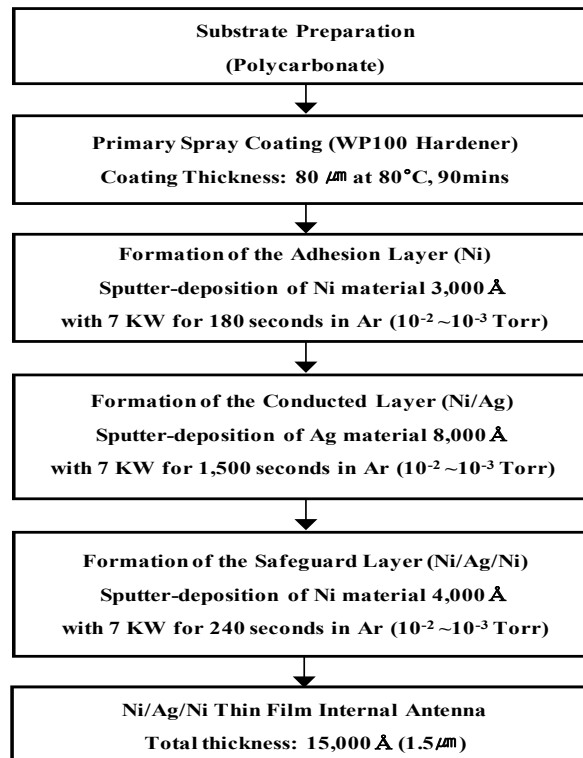 Substrate Preparation
(Polycarbonate)
Primary Spray Coating (WP100 Hardener)
Coating Thickness: 80 ㎛ at 80°C, 90mins
Formation of the Adhesion Layer (Ni)
Sputter-deposition of Ni material 3,000 Å
with 7 KW for 180 seconds in Ar (10⁻² ~10⁻³ Torr)
Formation of the Conducted Layer (Ni/Ag)
Sputter-deposition of Ag material 8,000 Å
with 7 KW for 1,500 seconds in Ar (10⁻² ~10⁻³ Torr)
Formation of the Safeguard Layer (Ni/Ag/Ni)
Sputter-deposition of Ni material 4,000 Å
with 7 KW for 240 seconds in Ar (10⁻² ~10⁻³ Torr)
Ni/Ag/Ni Thin Film Internal Antenna
Total thickness: 15,000 Å (1.5㎛)